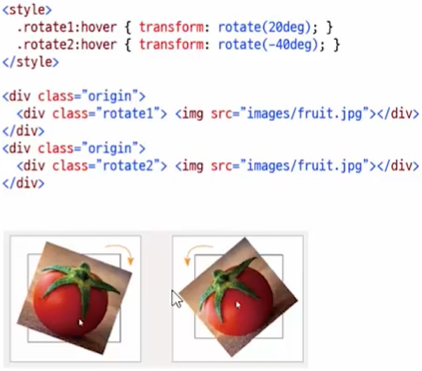 <style>
.rotate1:hover { transform: rotate(20deg); }
.rotate2:hover { transform: rotate(-40deg); }
</style>
<div class="origin">
<div class="rotate1"> <img src="images/fruit.jpg"></div>
</div>
<div class="origin">
<div class="rotate2"> <img src="images/fruit.jpg"></div>
</div>